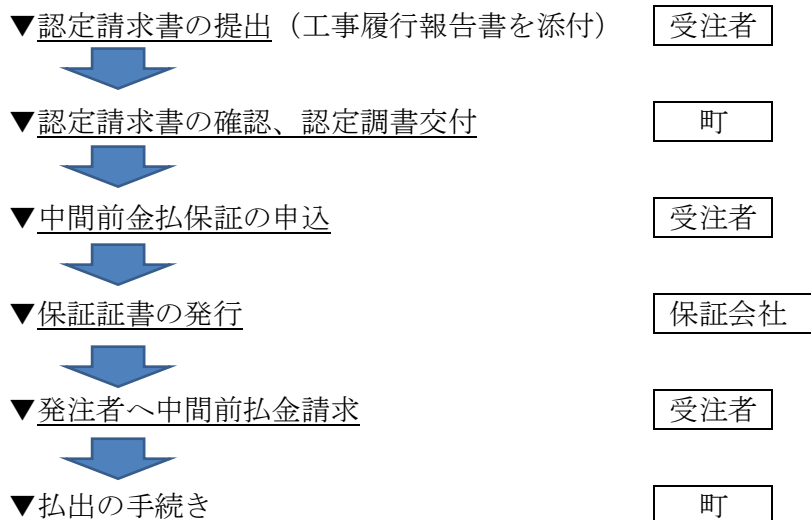 ▼認定請求書の提出（工事履行報告書を添付） 受注者
▼認定請求書の確認、認定調書交付 町
▼中間前金払保証の申込 受注者
▼保証証書の発行 保証会社
▼発注者へ中間前払金請求 受注者
▼払出の手続き 町